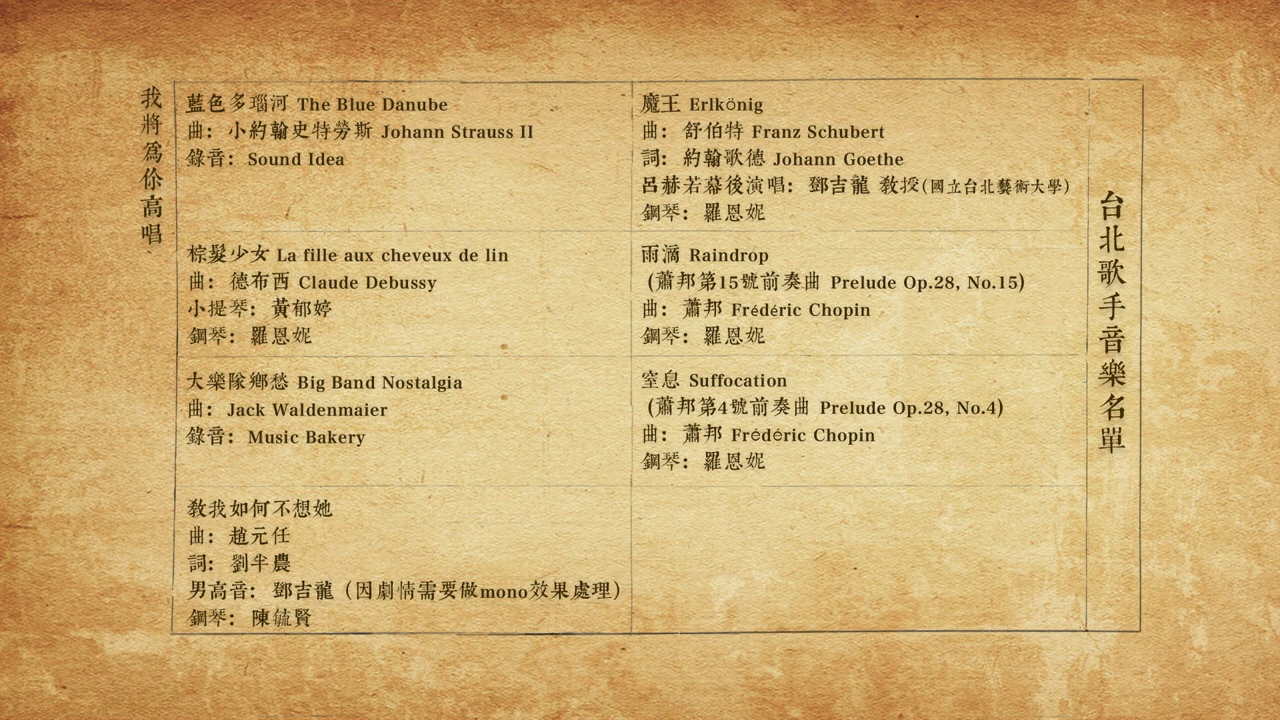 台北歌手音樂名單
魔王 Erlkönig
曲: 舒伯特 Franz Schubert
詞: 約翰歌德 Johann Goethe
呂赫若幕後演唱: 鄧吉龍 教授(國立台北藝術大學)
鋼琴: 羅恩妮
雨滴 Raindrop
(蕭邦第15號前奏曲 Prelude Op.28, No.15)
曲: 蕭邦 Frédéric Chopin
鋼琴: 羅恩妮
窒息 Suffocation
(蕭邦第4號前奏曲 Prelude Op.28, No.4)
曲: 蕭邦 Frédéric Chopin
鋼琴: 羅恩妮
藍色多瑙河 The Blue Danube
曲: 小約翰史特勞斯 Johann Strauss II
錄音: Sound Idea
棕髮少女 La fille aux cheveux de lin
曲: 德布西 Claude Debussy
小提琴: 黃郁婷
鋼琴: 羅恩妮
大樂隊鄉愁 Big Band Nostalgia
曲: Jack Waldenmaier
錄音: Music Bakery
教我如何不想她
曲: 趙元任
詞: 劉半農
男高音: 鄧吉龍 (因劇情需要做mono效果處理)
鋼琴: 陳毓賢
我將為你高唱